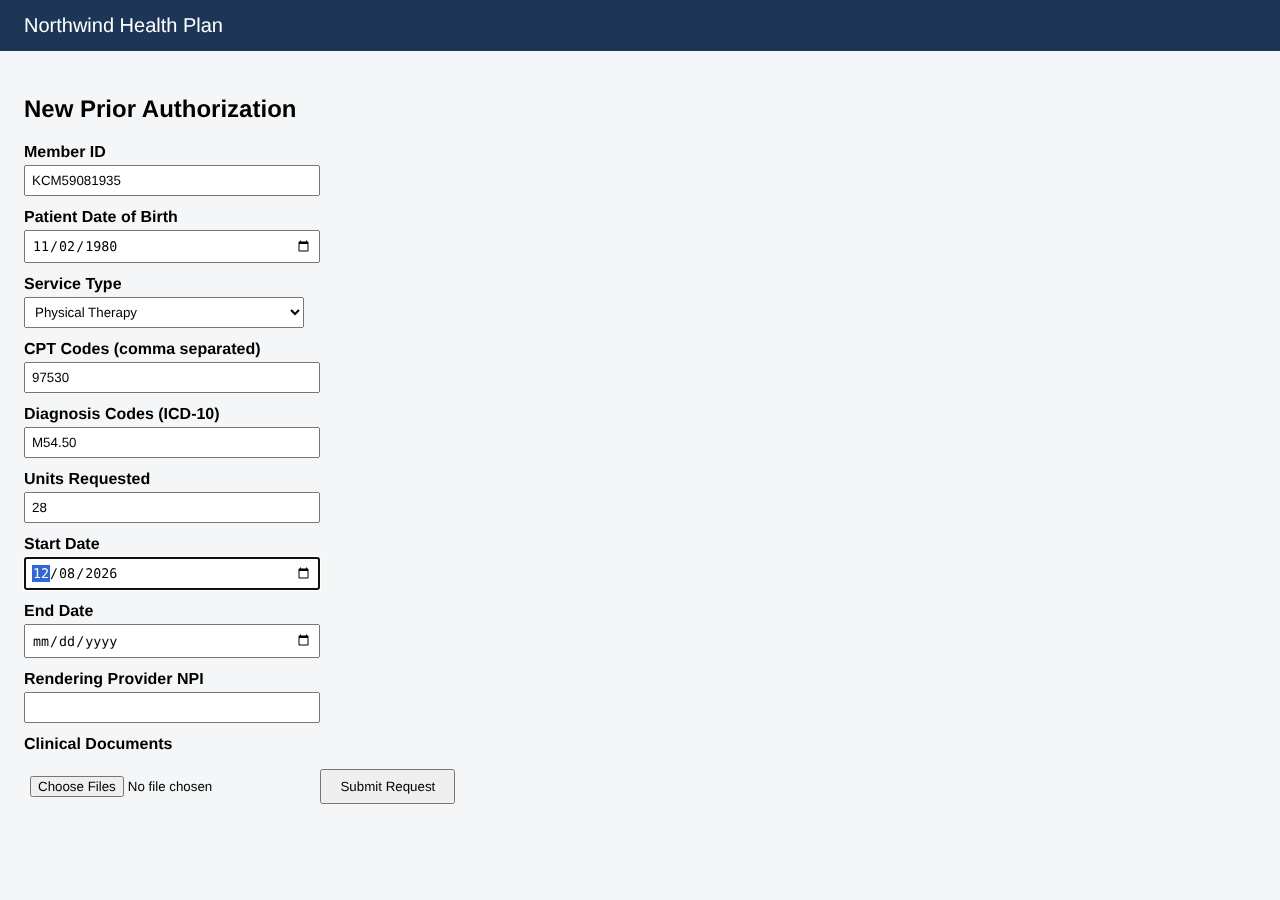 Northwind Health Plan
New Prior Authorization
Member ID
KCM59081935
Patient Date of Birth
11/02/1980
Service Type
Physical Therapy
CPT Codes (comma separated)
97530
Diagnosis Codes (ICD-10)
M54.50
Units Requested
28
Start Date
12/08/2026
End Date
mm/dd/yyyy
Rendering Provider NPI
Clinical Documents
Choose Files No file chosen Submit Request